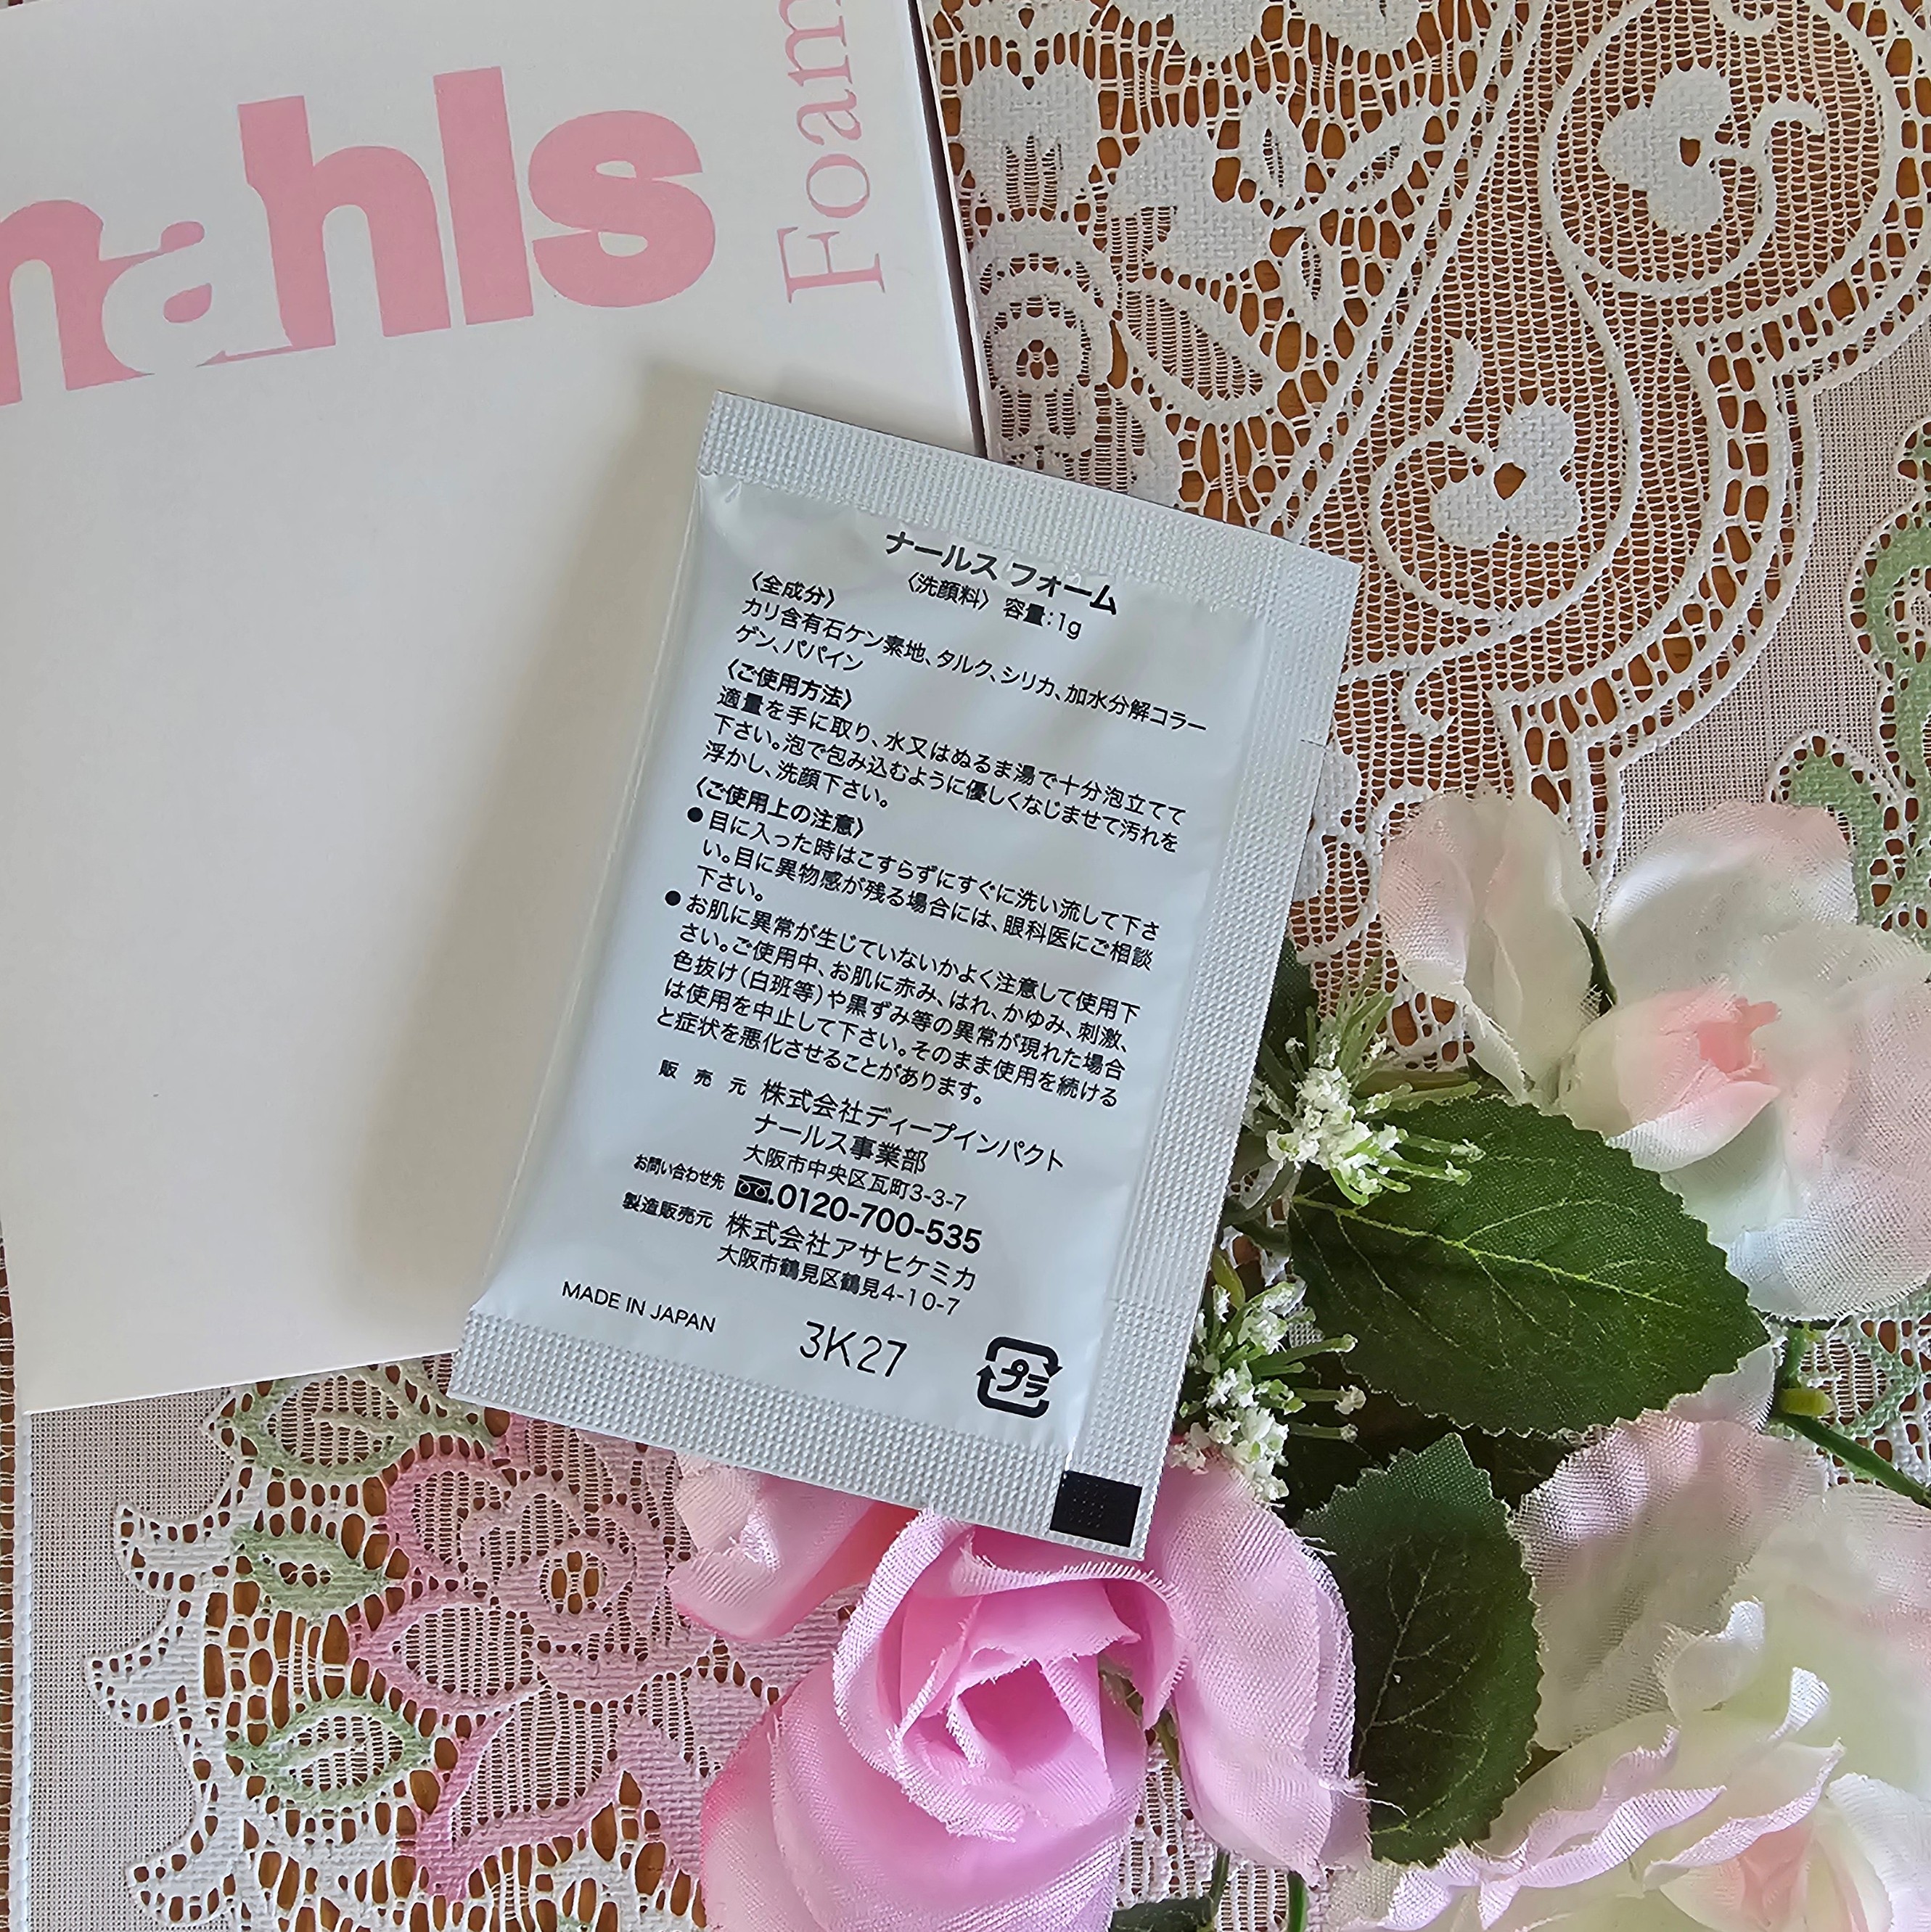 nahls
Foam
ナールス フォーム
〈洗顔料〉 容量:1g
〈全成分〉
カリ含有石ケン素地、タルク、シリカ、加水分解コラー
ゲン、パパイン
〈ご使用方法〉
適量を手に取り、水又はぬるま湯で十分泡立てて
下さい。泡で包み込むように優しくなじませて汚れを
浮かし、洗顔下さい。
〈ご使用上の注意〉
●目に入った時はこすらずにすぐに洗い流して下さ
い。目に異物感が残る場合には、眼科医にご相談
下さい。
●お肌に異常が生じていないかよく注意して使用下
さい。ご使用中、お肌に赤み、はれ、かゆみ、刺激、
色抜け(白班等)や黒ずみ等の異常が現れた場合
は使用を中止して下さい。そのまま使用を続ける
と症状を悪化させることがあります。
販売元 株式会社ディープインパクト
ナールス事業部
大阪市中央区瓦町3-3-7
お問い合わせ先 0120-700-535
製造販売元 株式会社アサヒケミカ
大阪市鶴見区鶴見4-10-7
MADE IN JAPAN
3K27
プラ